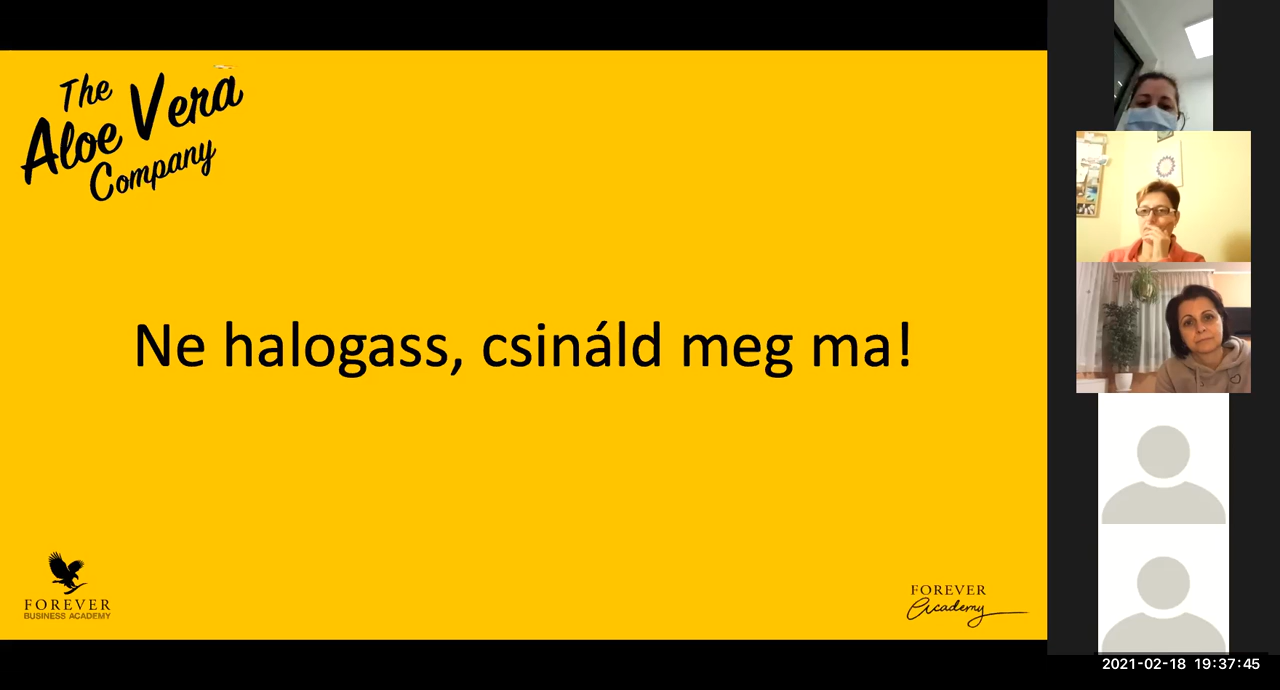 The
Aloe Vera
Company
Ne halogass, csináld meg ma!
FOREVER
BUSINESS ACADEMY
FOREVER
Academy
2021-02-18 19:37:45